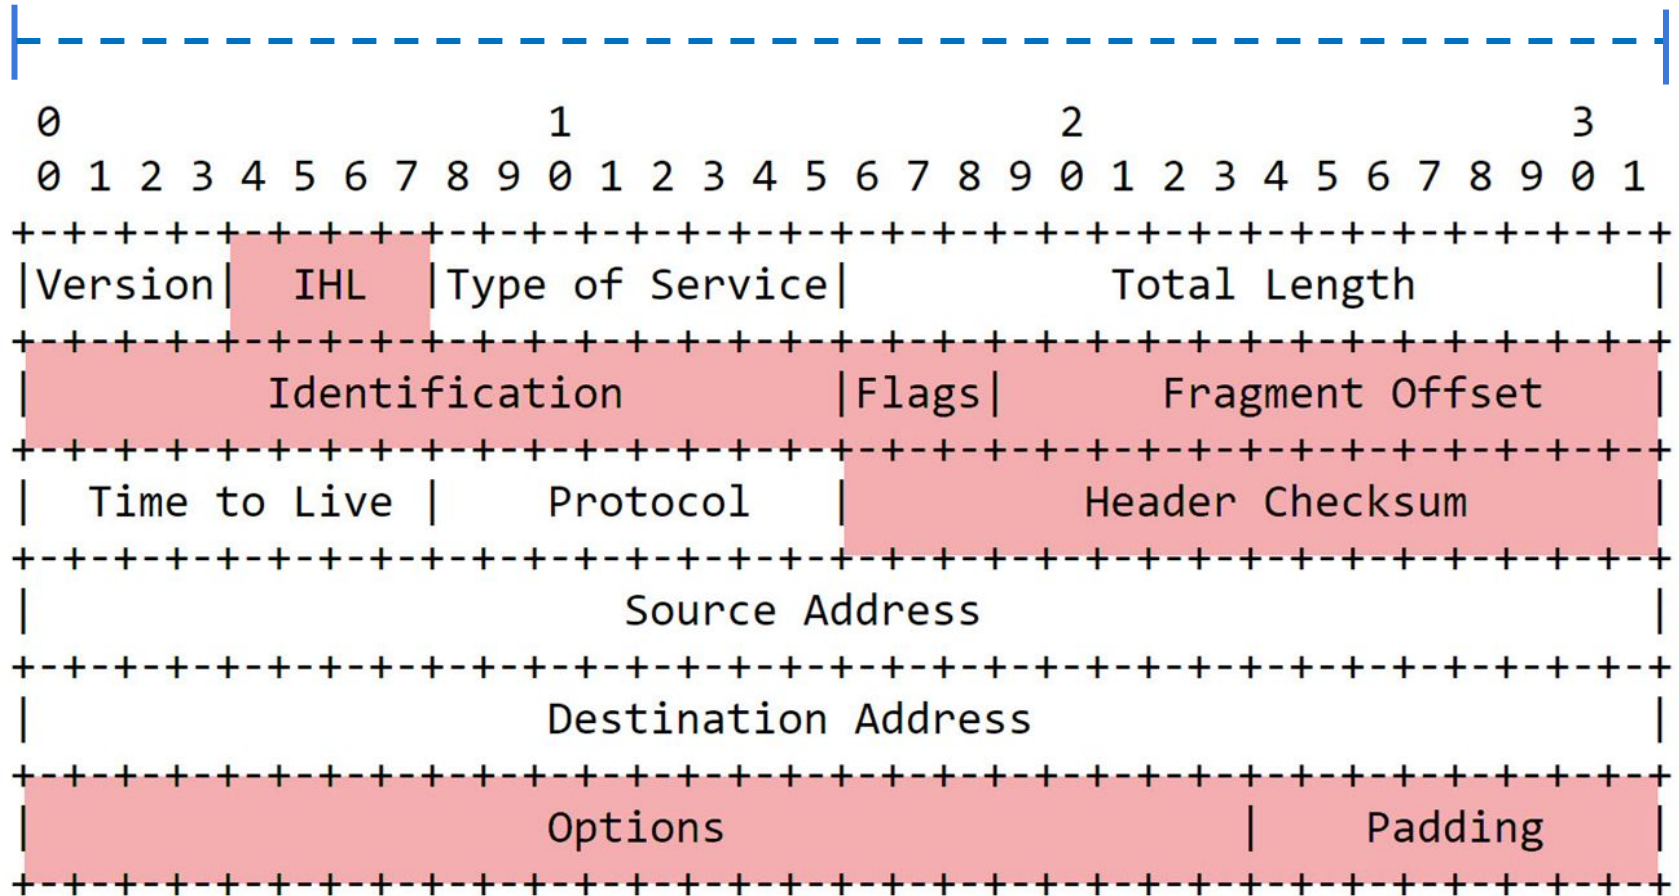 0 1 2 3
0 1 2 3 4 5 6 7 8 9 0 1 2 3 4 5 6 7 8 9 0 1 2 3 4 5 6 7 8 9 0 1
+-+-+-+-+-+-+-+-+-+-+-+-+-+-+-+-+-+-+-+-+-+-+-+-+-+-+-+-+-+-+-+-+
|Version| IHL |Type of Service| Total Length |
+-+-+-+-+-+-+-+-+-+-+-+-+-+-+-+-+-+-+-+-+-+-+-+-+-+-+-+-+-+-+-+-+
| Identification |Flags| Fragment Offset |
+-+-+-+-+-+-+-+-+-+-+-+-+-+-+-+-+-+-+-+-+-+-+-+-+-+-+-+-+-+-+-+-+
| Time to Live | Protocol | Header Checksum |
+-+-+-+-+-+-+-+-+-+-+-+-+-+-+-+-+-+-+-+-+-+-+-+-+-+-+-+-+-+-+-+-+
| Source Address |
+-+-+-+-+-+-+-+-+-+-+-+-+-+-+-+-+-+-+-+-+-+-+-+-+-+-+-+-+-+-+-+-+
| Destination Address |
+-+-+-+-+-+-+-+-+-+-+-+-+-+-+-+-+-+-+-+-+-+-+-+-+-+-+-+-+-+-+-+-+
| Options | Padding |
+-+-+-+-+-+-+-+-+-+-+-+-+-+-+-+-+-+-+-+-+-+-+-+-+-+-+-+-+-+-+-+-+